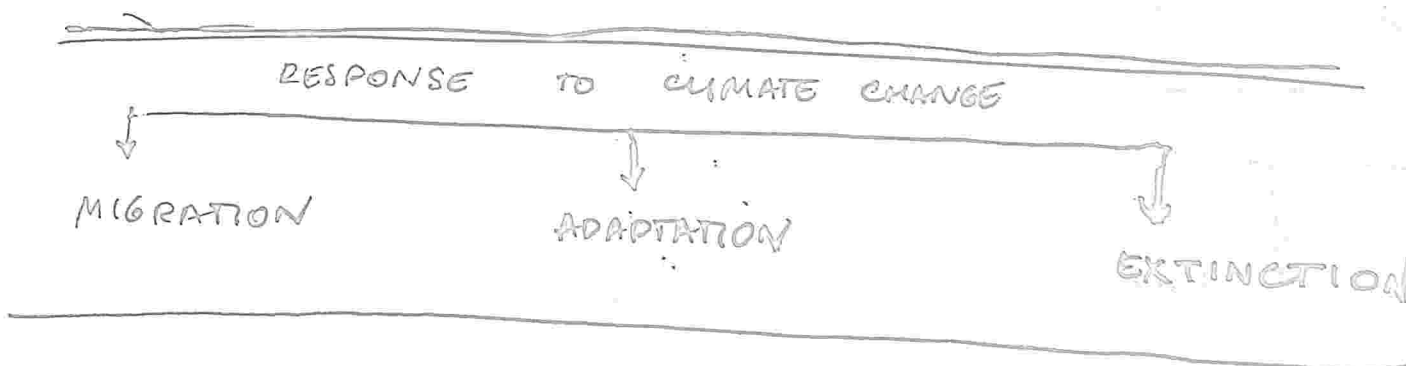 RESPONSE TO CLIMATE CHANGE
MIGRATION
ADAPTATION
EXTINCTION